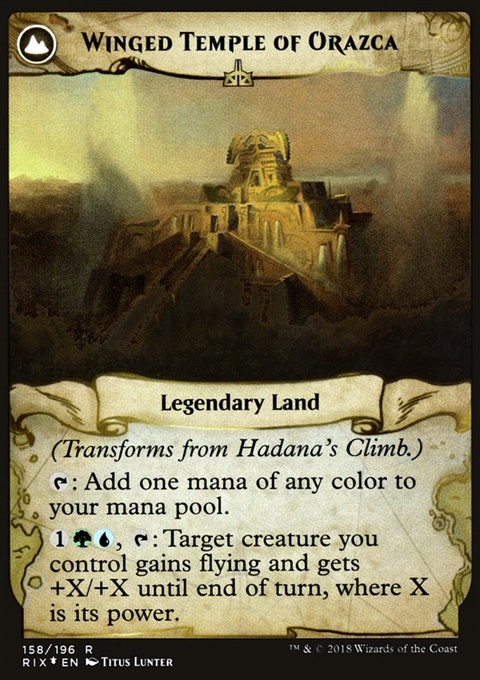 Winged Temple of Orazca
Legendary Land
(Transforms from Hadana's Climb.)
: Add one mana of any color to
your mana pool.
1 , : Target creature you
control gains flying and gets
+X/+X until end of turn, where X
is its power.
158/196 R
RIX★EN Titus Lunter
™ & © 2018 Wizards of the Coast